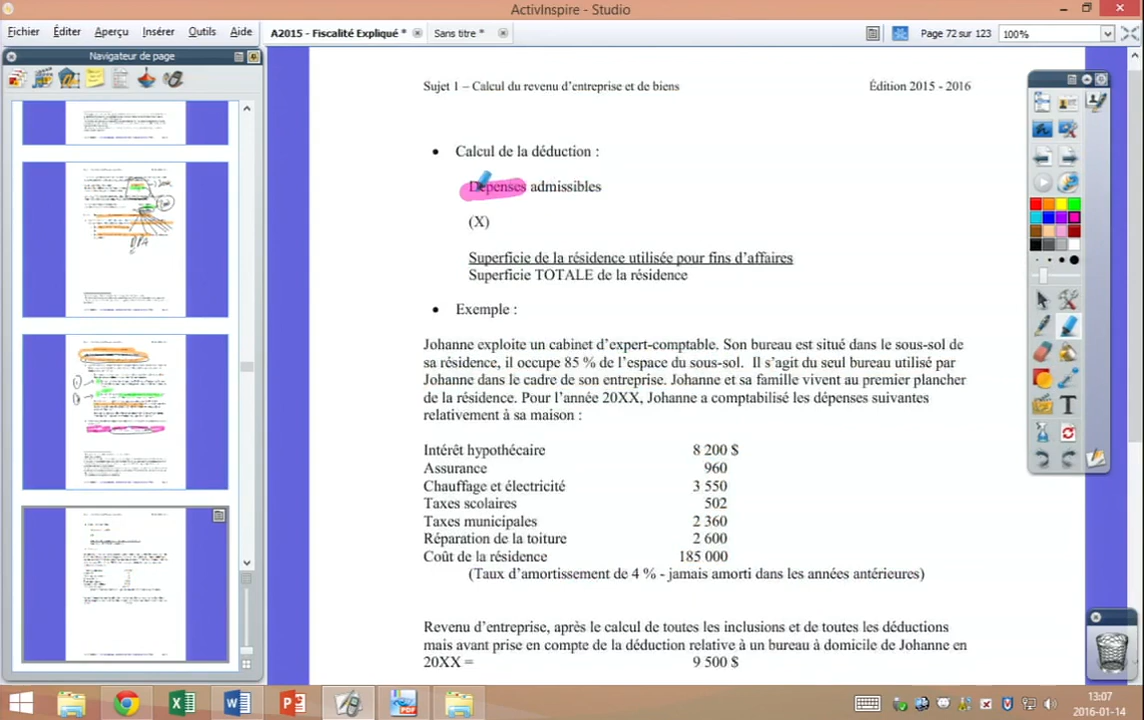 ActivInspire - Studio
Fichier Éditer Aperçu Insérer Outils Aide
A2015 - Fiscalité Expliqué *
Sans titre *
Page 72 sur 123
100%
Navigateur de page
Sujet 1 – Calcul du revenu d'entreprise et de biens
Édition 2015 - 2016
• Calcul de la déduction :
Dépenses admissibles
(X)
Superficie de la résidence utilisée pour fins d'affaires
Superficie TOTALE de la résidence
• Exemple :
Johanne exploite un cabinet d'expert-comptable. Son bureau est situé dans le sous-sol de
sa résidence, il occupe 85 % de l'espace du sous-sol. Il s'agit du seul bureau utilisé par
Johanne dans le cadre de son entreprise. Johanne et sa famille vivent au premier plancher
de la résidence. Pour l'année 20XX, Johanne a comptabilisé les dépenses suivantes
relativement à sa maison :
Intérêt hypothécaire 8 200 $
Assurance 960
Chauffage et électricité 3 550
Taxes scolaires 502
Taxes municipales 2 360
Réparation de la toiture 2 600
Coût de la résidence 185 000
(Taux d'amortissement de 4 % - jamais amorti dans les années antérieures)
Revenu d'entreprise, après le calcul de toutes les inclusions et de toutes les déductions
mais avant prise en compte de la déduction relative à un bureau à domicile de Johanne en
20XX = 9 500 $
13:07
2016-01-14